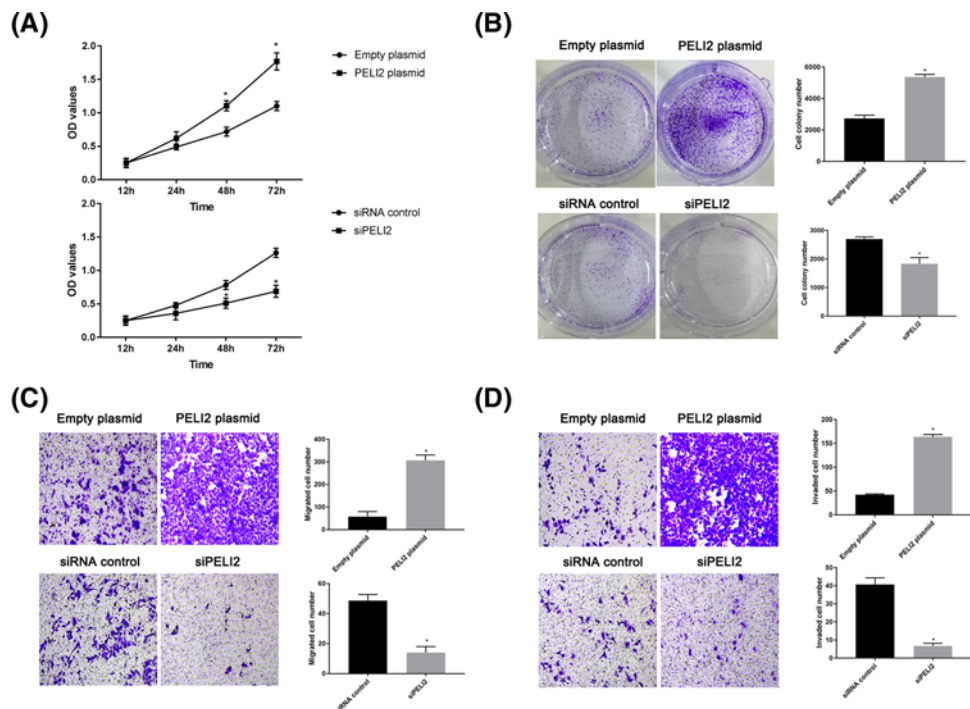 (A)
2.0
1.5
1.0
0.5
0.0
OD values
12h 24h 48h 72h
Time
* *
Empty plasmid
PELI2 plasmid
2.0
1.5
1.0
0.5
0.0
OD values
12h 24h 48h 72h
Time
* *
siRNA control
siPELI2
(B)
Empty plasmid PELI2 plasmid
siRNA control siPELI2
Cell colony number
6000
4000
2000
0
*
Empty plasmid PELI2 plasmid
Cell colony number
3000
2000
1000
0
*
siRNA control siPELI2
(C)
Empty plasmid PELI2 plasmid
siRNA control siPELI2
Migrated cell number
400
300
200
100
0
*
Empty plasmid PELI2 plasmid
Migrated cell number
60
40
20
0
*
siRNA control siPELI2
(D)
Empty plasmid PELI2 plasmid
siRNA control siPELI2
Invaded cell number
200
150
100
50
0
*
Empty plasmid PELI2 plasmid
Invaded cell number
50
40
30
20
10
0
*
siRNA control siPELI2